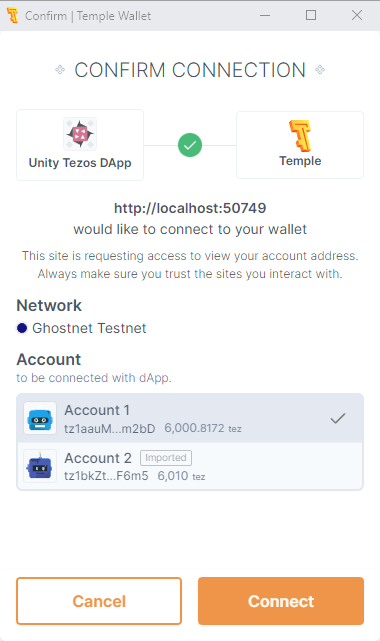 Confirm | Temple Wallet
CONFIRM CONNECTION
Unity Tezos DApp
Temple
http://localhost:50749
would like to connect to your wallet
This site is requesting access to view your account address.
Always make sure you trust the sites you interact with.
Network
Ghostnet Testnet
Account
to be connected with dApp.
Account 1
tz1aauM...m2bD 6,000.8172 tez
Account 2 Imported
tz1bkZt...F6m5 6,010 tez
Cancel Connect